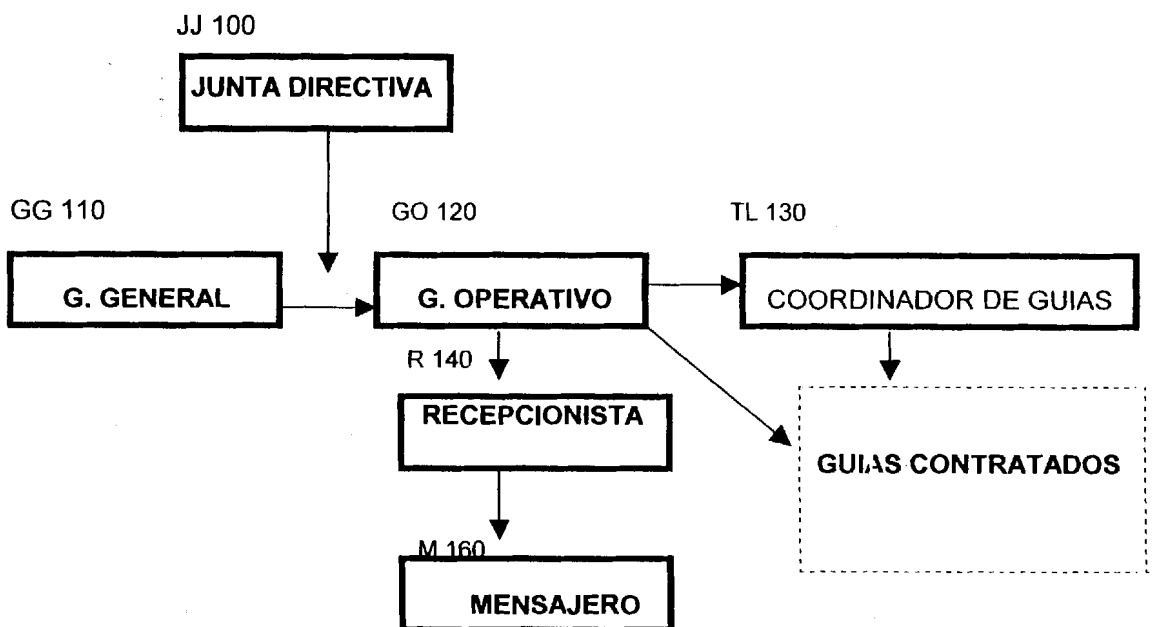 JJ 100
JUNTA DIRECTIVA
GG 110
GO 120
TL 130
G. GENERAL
G. OPERATIVO
COORDINADOR DE GUIAS
R 140
RECEPCIONISTA
GUIAS CONTRATADOS
M 160
MENSAJERO